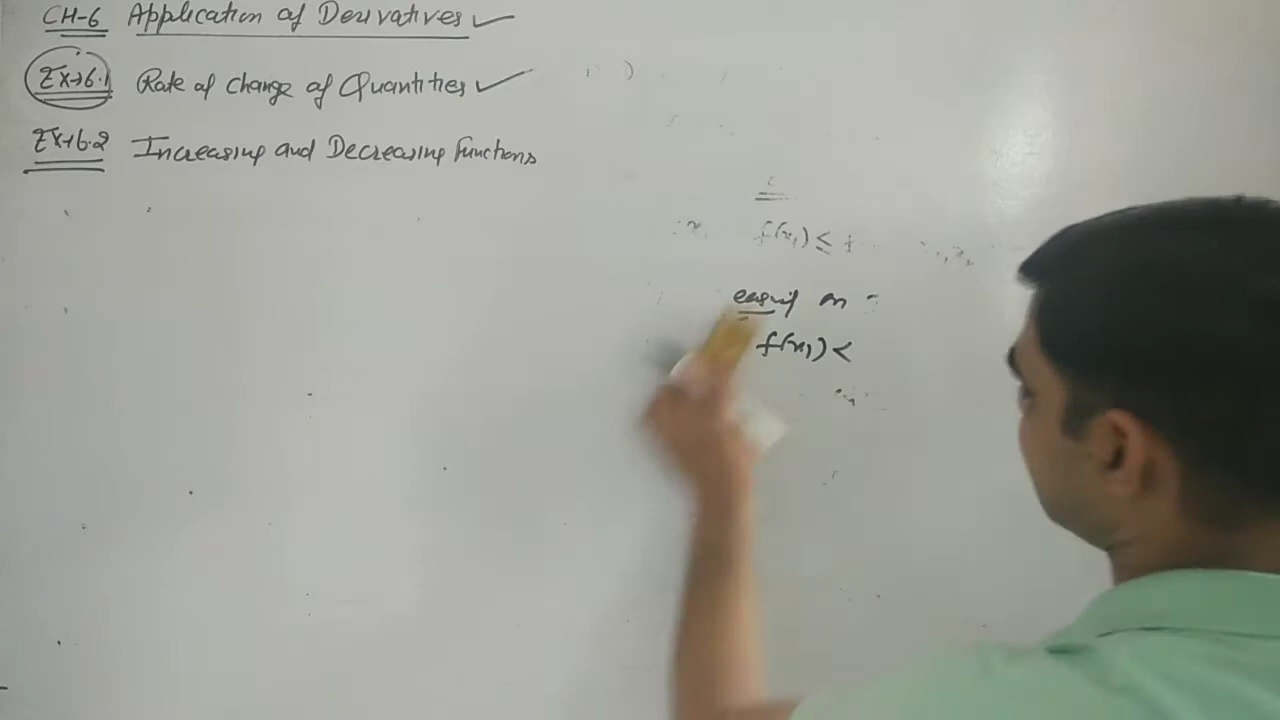 CH-6 Application of Derivatives ✓
Ex→6.1 Rate of change of Quantities ✓
Ex→6.2 Increasing and Decreasing functions
f(x₁) ≤
on
f(x₁) <